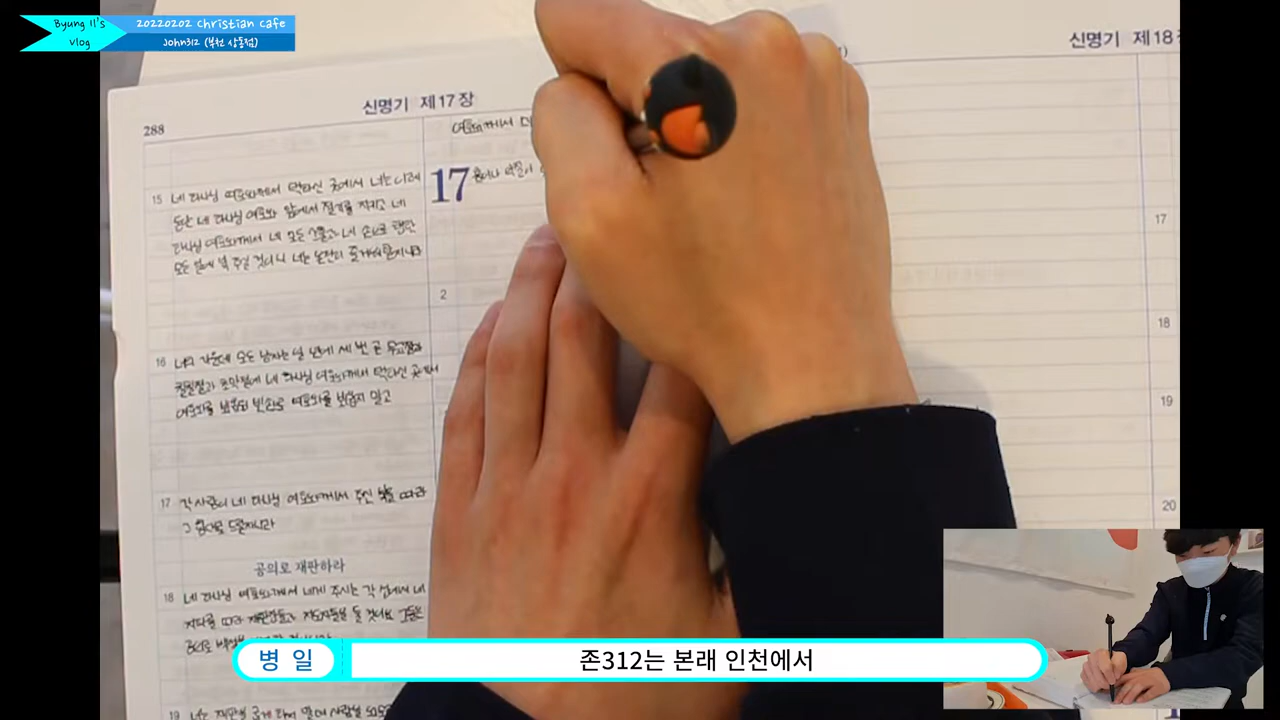 Byung Il's
vlog
20220202 Christian Cafe
John312 (부천 상동점)
신명기 제17장
신명기 제18
288
여호와께서
15 네 하나님 여호와께서 택하신 곳에서 너는 이레
동안 네 하나님 여호와 앞에서 절기를 지키고 네
하나님 여호와께서 네 모든 소출과 네 손으로 행한
모든 일에 복 주실 것이니 너는 온전히 즐거워할지니라
17
2
16 너의 가운데 모든 남자는 일 년에 세 번 곧 무교절과
칠칠절과 초막절에 네 하나님 여호와께서 택하신 곳에서
여호와를 뵈옵되 빈손으로 여호와를 뵈옵지 말고
17 각 사람이 네 하나님 여호와께서 주신 복을 따라
그 힘대로 드릴지니라
공의로 재판하라
18 네 하나님 여호와께서 네게 주시는 각 성에서 네
지파를 따라 재판장들과 지도자들을 둘 것이요 그들은
공의로
19 너는
17
18
19
20
병 일
존312는 본래 인천에서